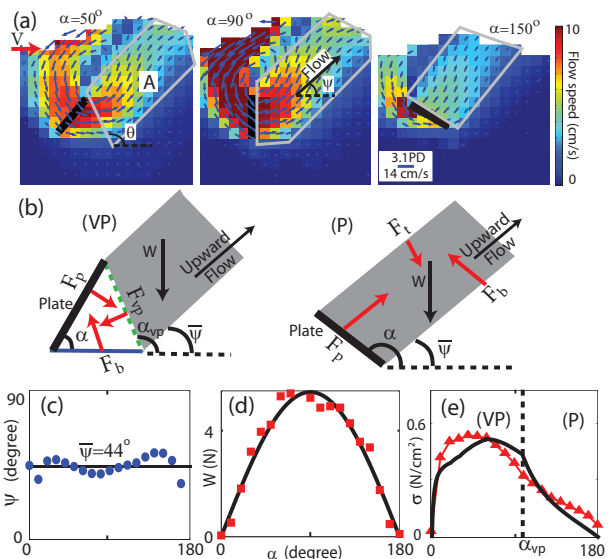 (a) α=50° α=90° α=150°
V
A
Flow
ψ
θ
3.1PD
14 cm/s
10
Flow speed (cm/s)
0
(b) (VP) (P)
W
Upward
Flow
Plate
F_p
F_vp
F_b
α
α_vp
ψ̅
F_t
W
Upward
Flow
F_b
Plate
F_p
α
ψ̅
(c) (d) (e)
90
Ψ (degree)
ψ̅=44°
0
0 180
4
W (N)
0
0 α (degree) 180
0.6
σ (N/cm²)
0
(VP) (P)
0 α_vp 180